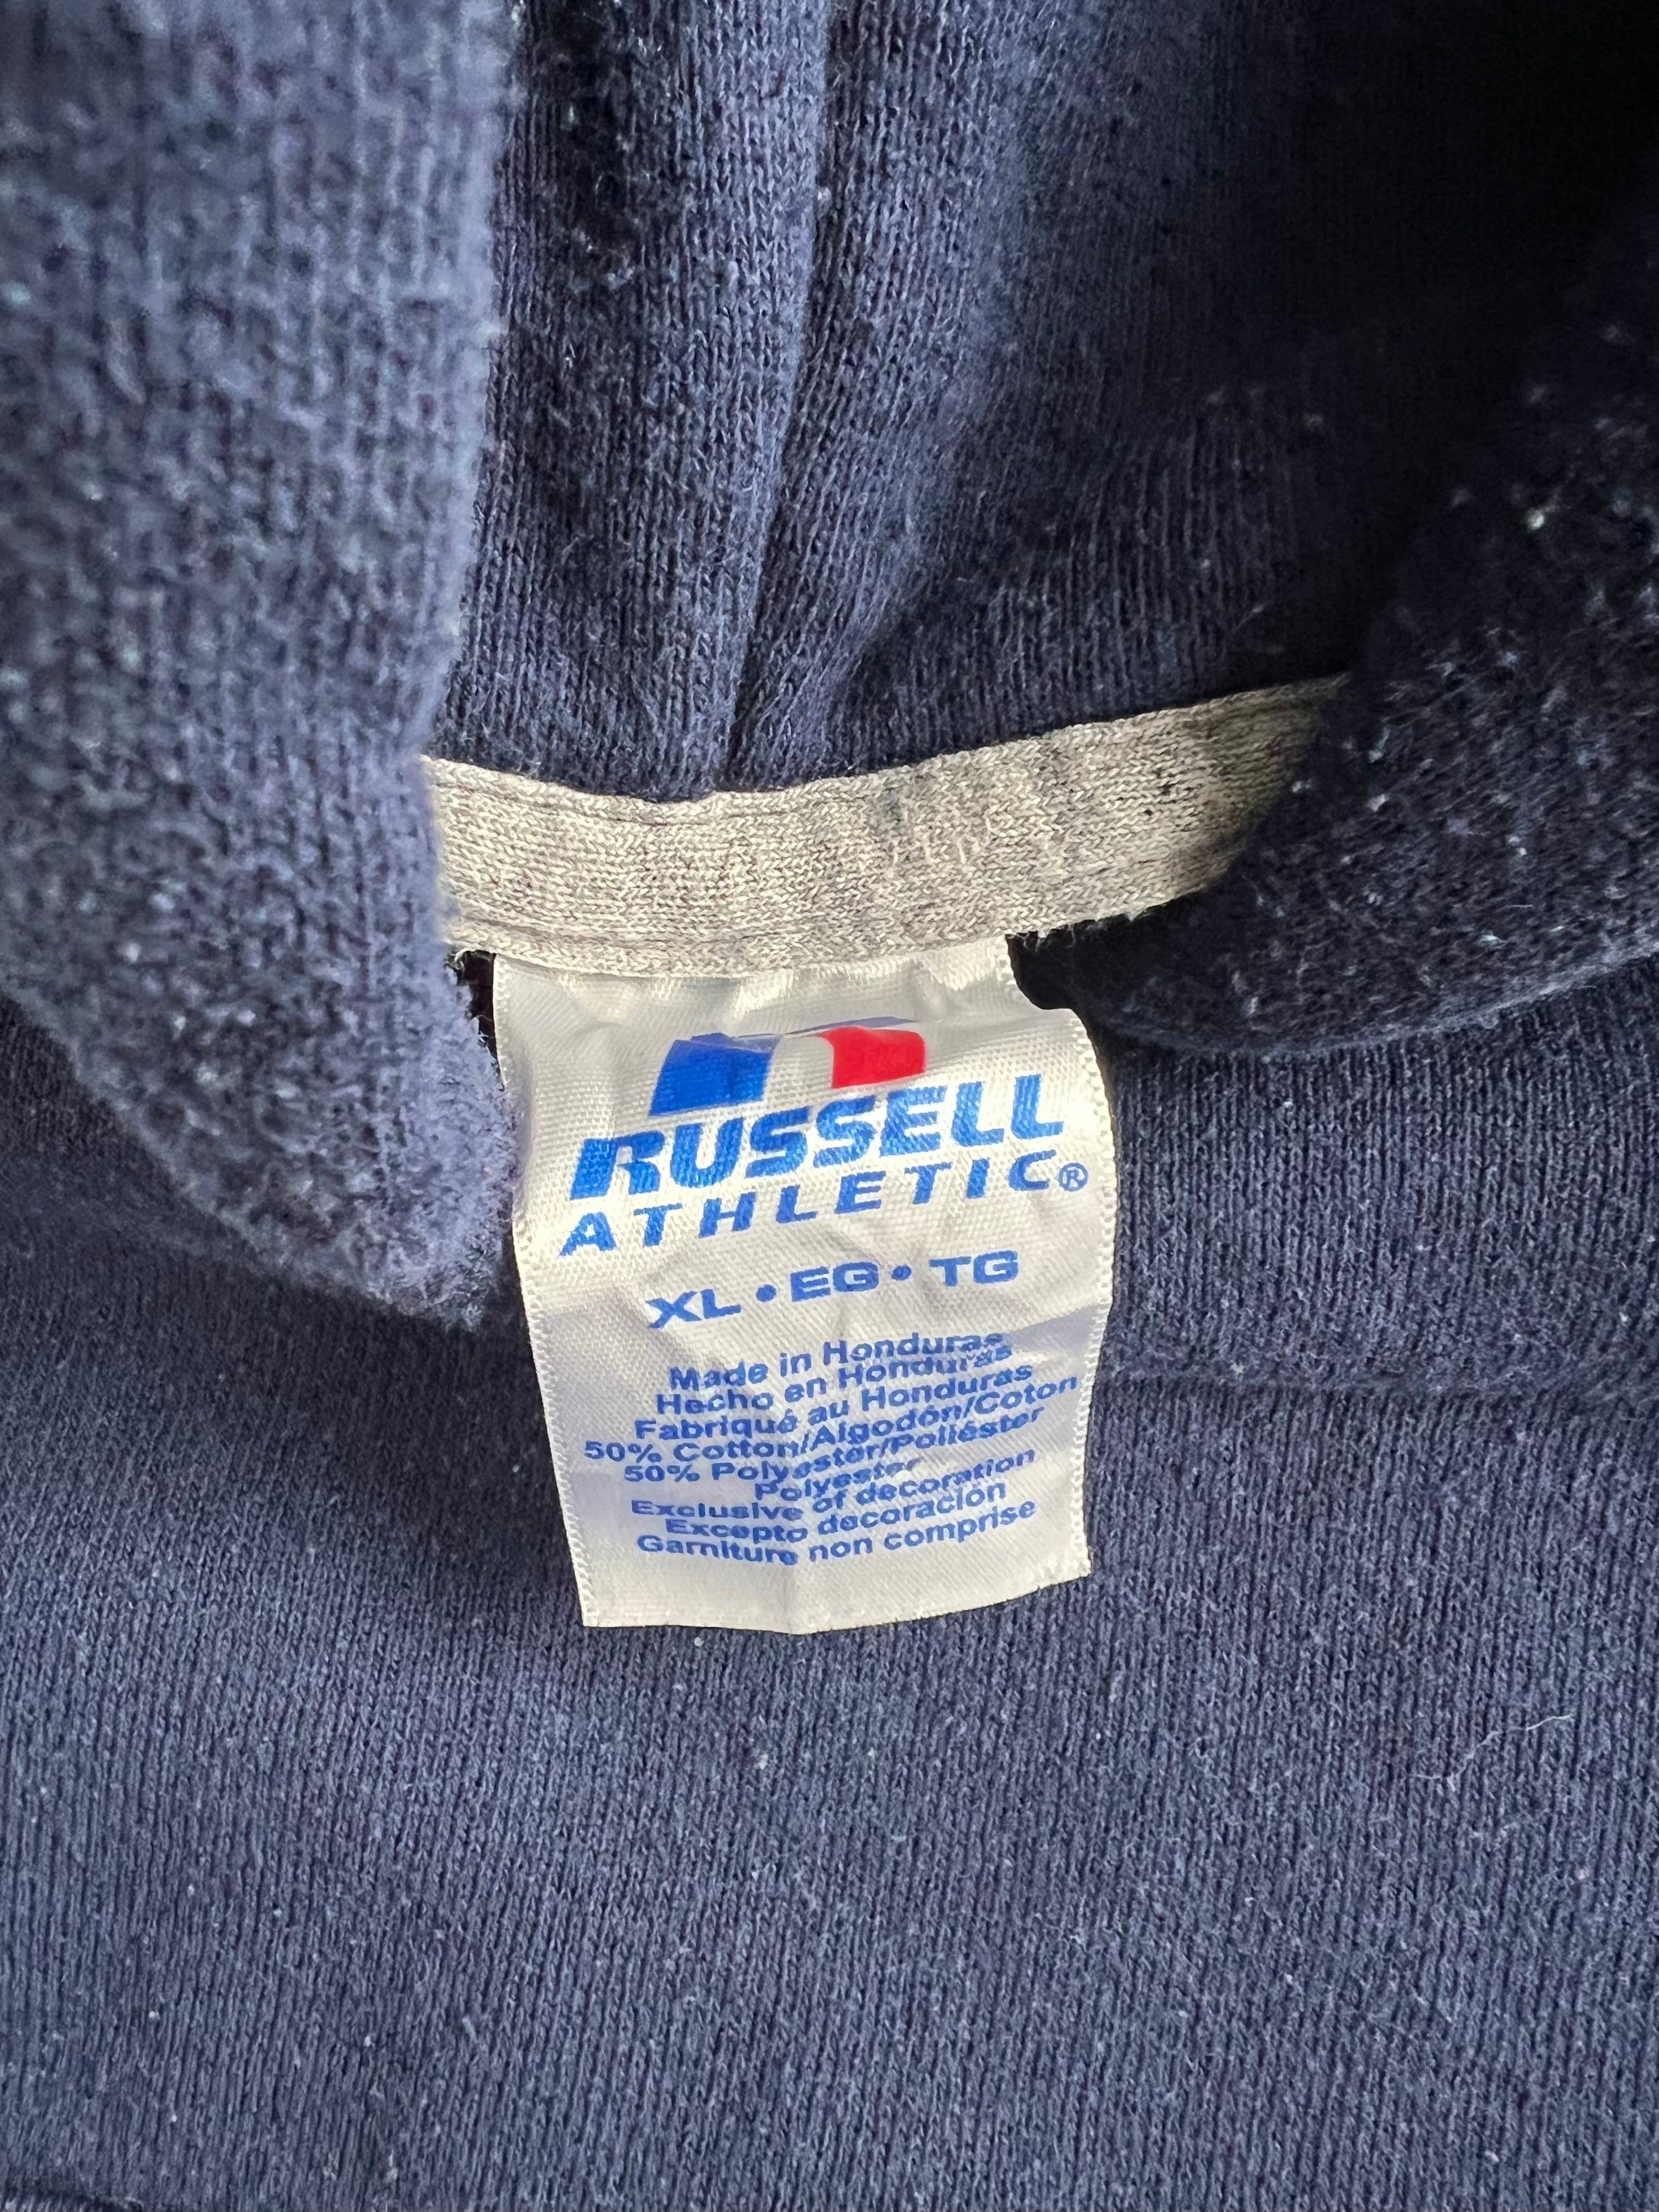 RUSSELL
ATHLETIC®
XL • EG • TG
Made in Honduras
Hecho en Honduras
Fabriqué au Honduras
50% Cotton/Algodón/Coton
50% Polyester/Poliéster
Polyester
Exclusive of decoration
Excepto decoración
Garniture non comprise